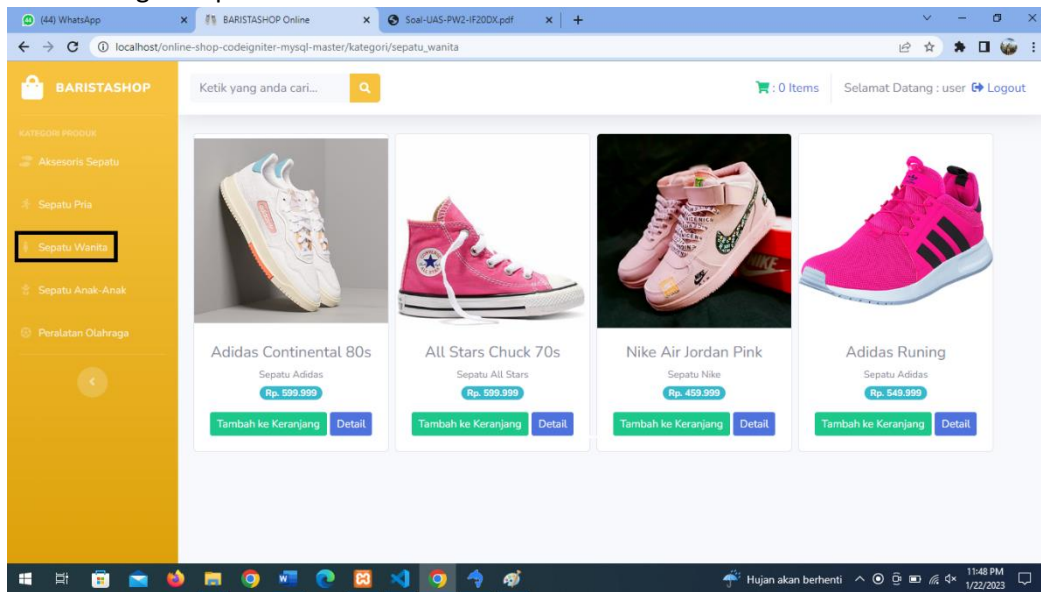 (44) WhatsApp
BARISTASHOP Online
Soal-UAS-PW2-IF20DX.pdf
localhost/online-shop-codeigniter-mysql-master/kategori/sepatu_wanita
BARISTASHOP
Ketik yang anda cari...
: 0 Items
Selamat Datang : user
Logout
KATEGORI PRODUK
Aksesoris Sepatu
Sepatu Pria
Sepatu Wanita
Sepatu Anak-Anak
Peralatan Olahraga
Adidas Continental 80s
Sepatu Adidas
Rp. 599.999
Tambah ke Keranjang
Detail
All Stars Chuck 70s
Sepatu All Stars
Rp. 599.999
Tambah ke Keranjang
Detail
Nike Air Jordan Pink
Sepatu Nike
Rp. 459.999
Tambah ke Keranjang
Detail
Adidas Runing
Sepatu Adidas
Rp. 549.999
Tambah ke Keranjang
Detail
Hujan akan berhenti
11:48 PM
1/22/2023